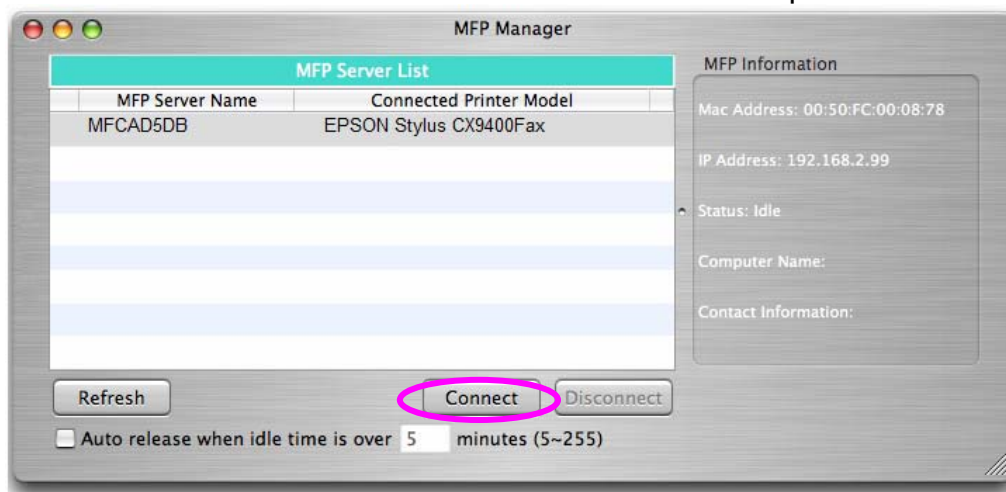 MFP Manager
MFP Server List
MFP Server Name Connected Printer Model
MFCAD5DB EPSON Stylus CX9400Fax
Refresh Connect Disconnect
Auto release when idle time is over 5 minutes (5~255)
MFP Information
Mac Address: 00:50:FC:00:08:78
IP Address: 192.168.2.99
Status: Idle
Computer Name:
Contact Information: